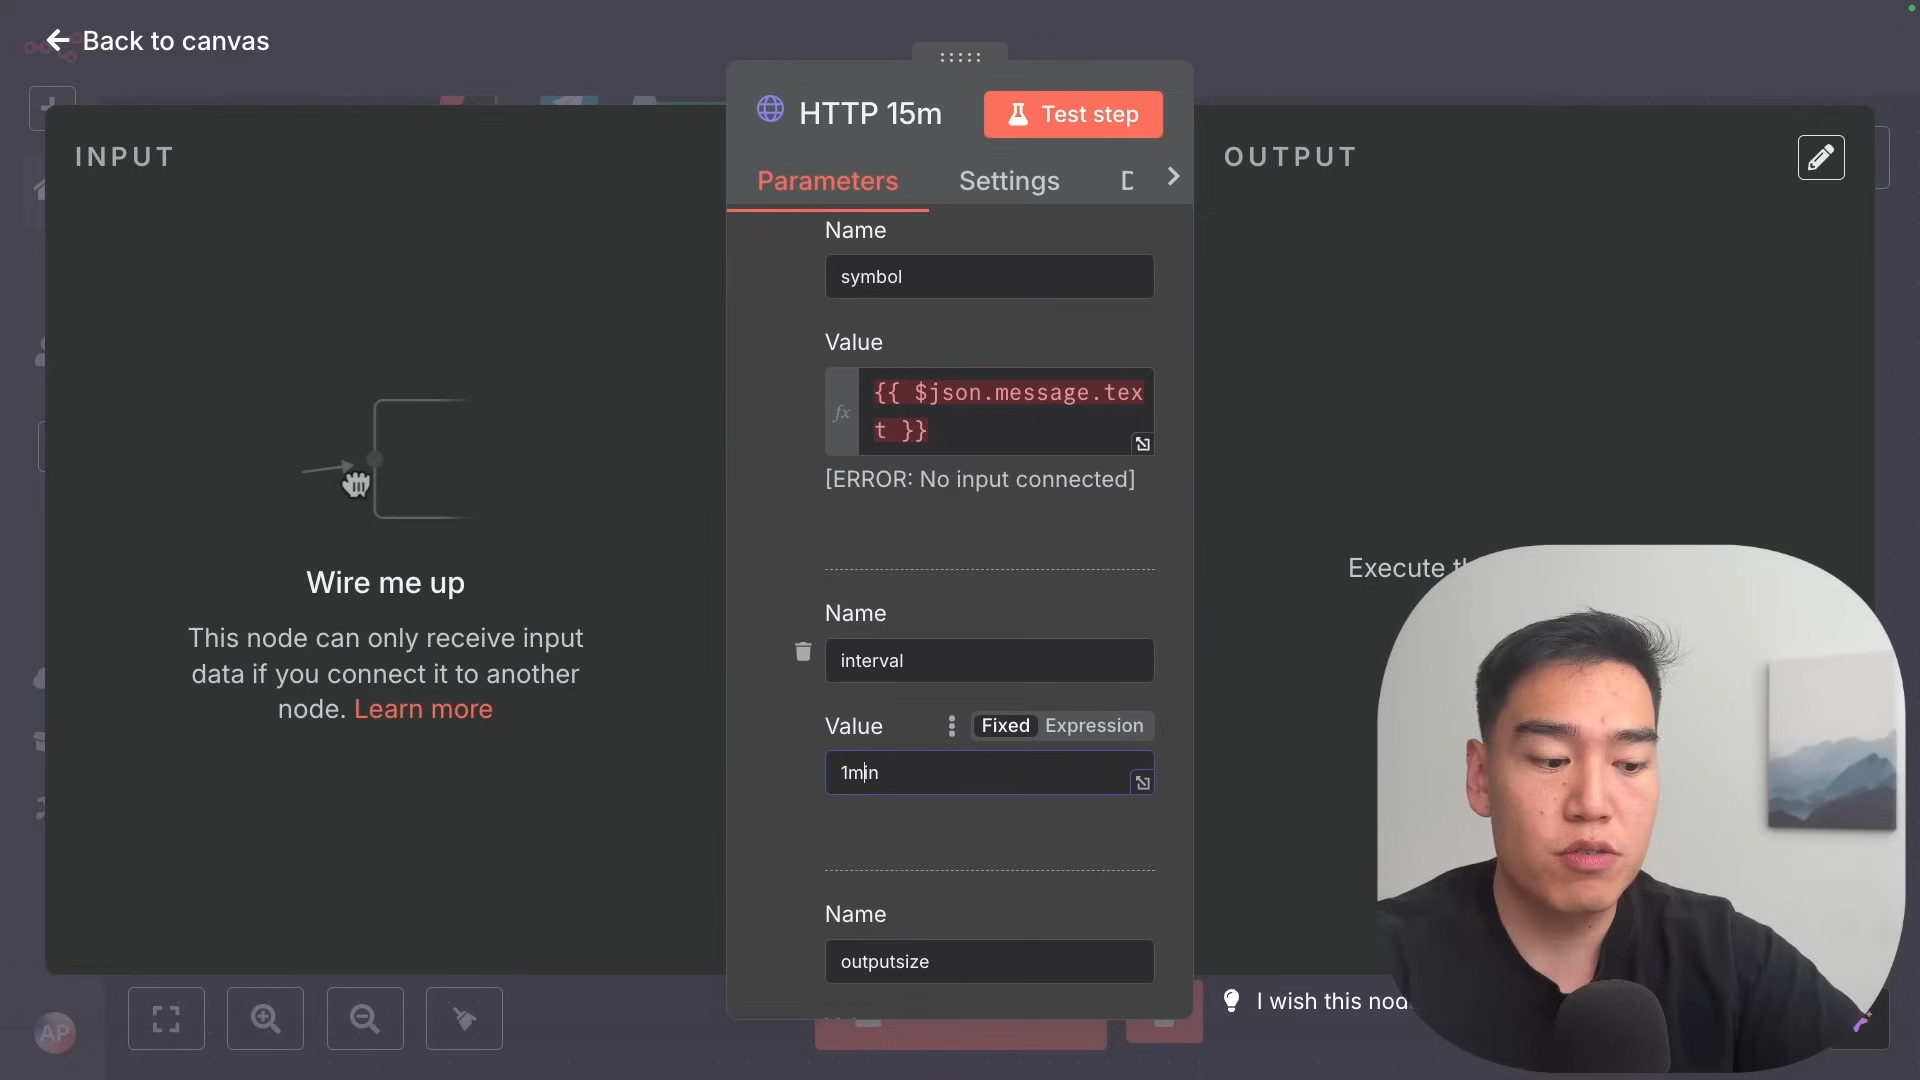 Back to canvas
HTTP 15m
Test step
INPUT
OUTPUT
Parameters
Settings
Name
symbol
Value
fx
{{ $json.message.tex
t }}
[ERROR: No input connected]
Wire me up
This node can only receive input
data if you connect it to another
node. Learn more
Name
interval
Value
Fixed
Expression
1min
Name
outputsize
Execute
I wish this
AP